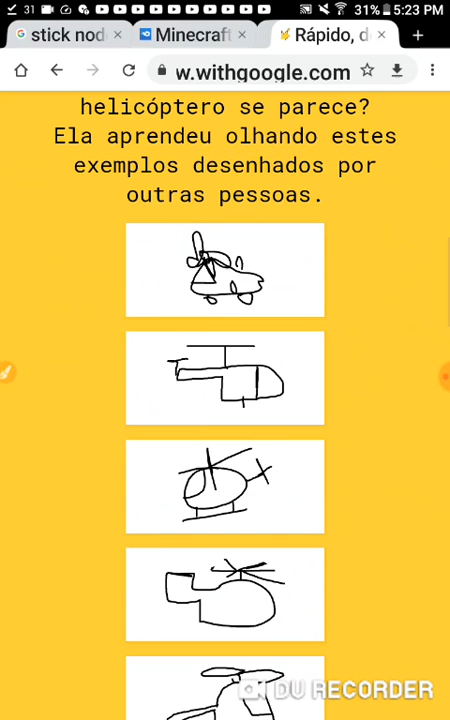 31 31% 5:23 PM
stick nod
Minecraft
Rápido, d
w.withgoogle.com
helicóptero se parece?
Ela aprendeu olhando estes
exemplos desenhados por
outras pessoas.
DU RECORDER